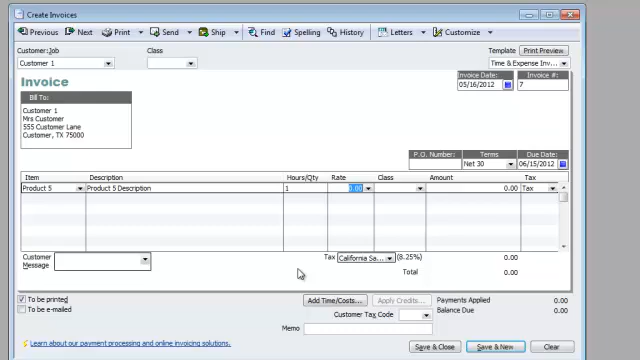 Create Invoices
Previous Next Print Send Ship Find Spelling History Letters Customize
Customer:Job Class Template Print Preview
Customer 1 Time & Expense Inv...
Invoice Invoice Date: Invoice #:
05/16/2012 7
Bill To:
Customer 1
Mrs Customer
555 Customer Lane
Customer, TX 75000
P.O. Number: Terms Due Date:
Net 30 06/15/2012
Item Description Hours/Qty Rate Class Amount Tax
Product 5 Product 5 Description 1 0.00 0.00 Tax
Customer Message Tax California Sa... (8.25%) 0.00
Total 0.00
To be printed Add Time/Costs... Apply Credits... Payments Applied 0.00
To be e-mailed Customer Tax Code Balance Due 0.00
Memo
Learn about our payment processing and online invoicing solutions. Save & Close Save & New Clear